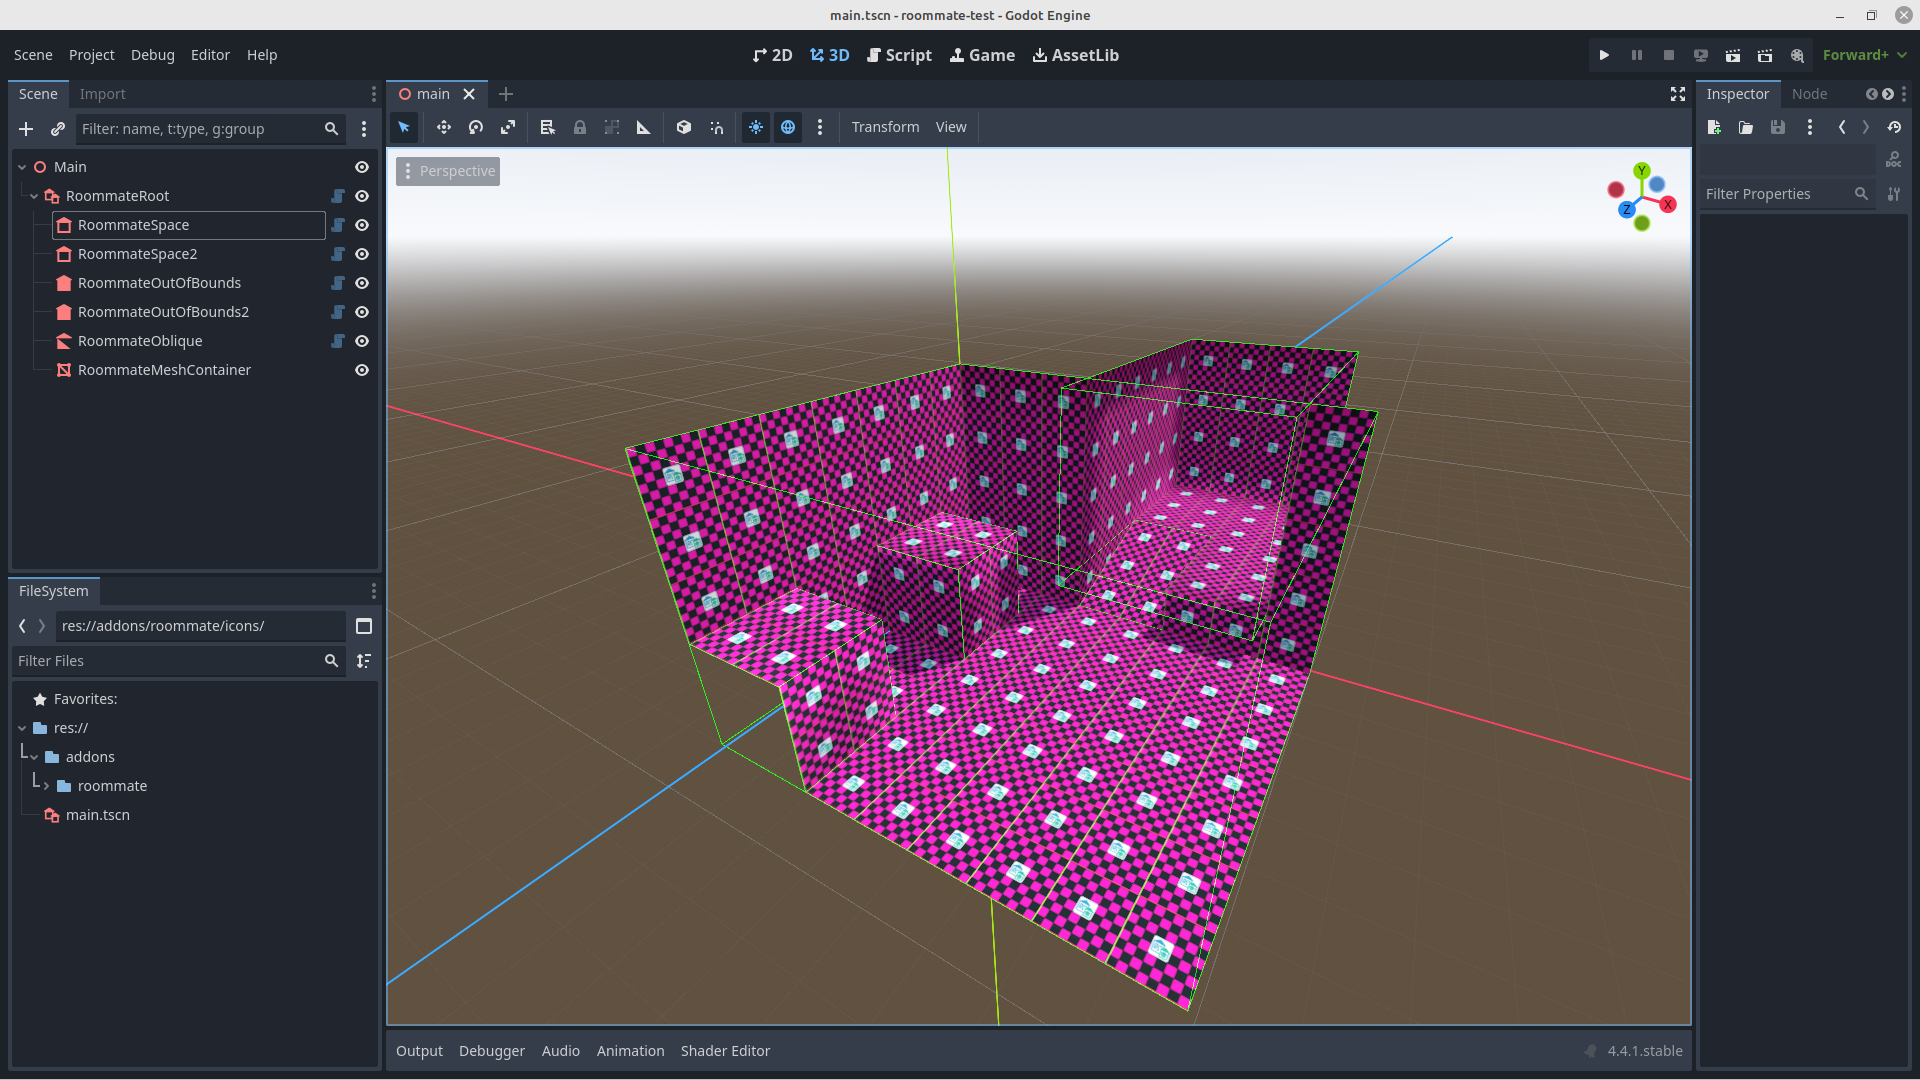 main.tscn - roommate-test - Godot Engine
Scene Project Debug Editor Help
2D 3D Script Game AssetLib
Forward+
Scene Import
Filter: name, t:type, g:group
Main
RoommateRoot
RoommateSpace
RoommateSpace2
RoommateOutOfBounds
RoommateOutOfBounds2
RoommateOblique
RoommateMeshContainer
FileSystem
res://addons/roommate/icons/
Filter Files
Favorites:
res://
addons
roommate
main.tscn
main
Transform View
Perspective
Y
X
Z
Output Debugger Audio Animation Shader Editor
4.4.1.stable
Inspector Node
DOC
Filter Properties